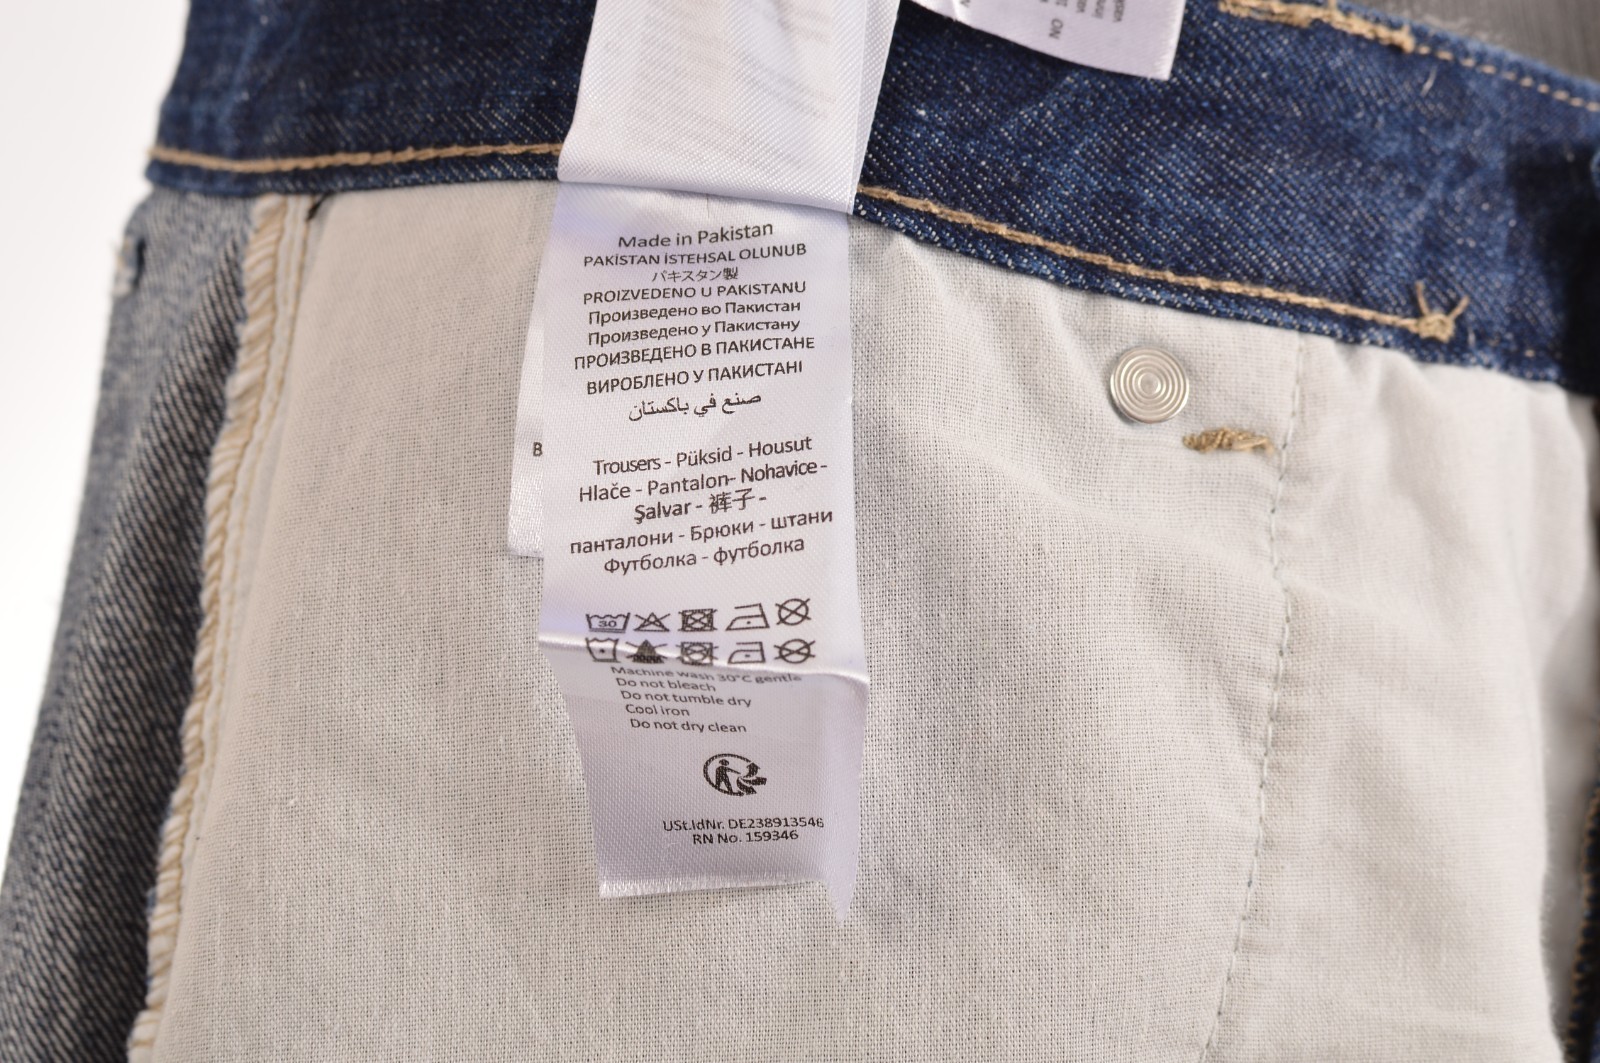 Made in Pakistan
PAKİSTAN İSTEHSAL OLUNUB
パキスタン製
PROIZVEDENO U PAKISTANU
Произведено во Пакистан
Произведено у Пакистану
ПРОИЗВЕДЕНО В ПАКИСТАНЕ
ВИРОБЛЕНО У ПАКИСТАНІ
صنع في باكستان
B
Trousers - Püksid - Housut
Hlače - Pantalon- Nohavice -
Şalvar - 裤子 -
панталони - Брюки - штани
Футболка - футболка
30
Machine wash 30°C gentle
Do not bleach
Do not tumble dry
Cool iron
Do not dry clean
USt.IdNr. DE238913546
RN No. 159346
NO